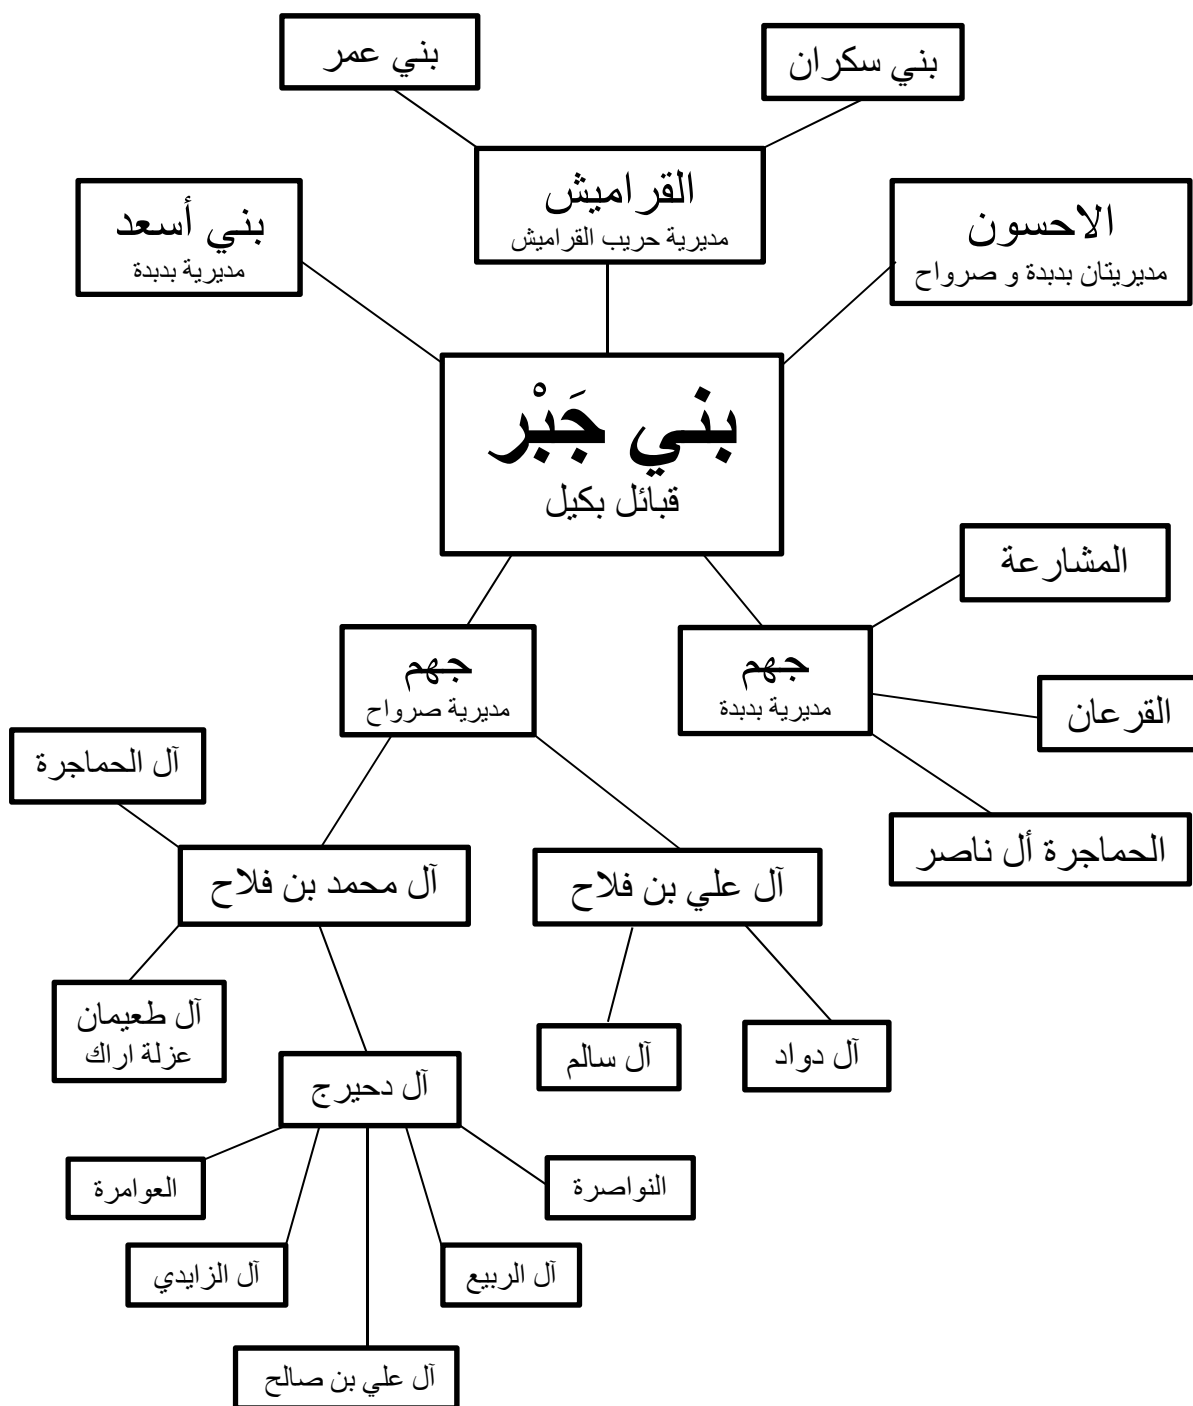 بني عمر
بني سكران
القراميش
مديرية حريب القراميش
بني أسعد
مديرية بدبدة
الاحسون
مديريتان بدبدة و صرواح
بني جَبْر
قبائل بكيل
المشارعة
جهم
مديرية صرواح
جهم
مديرية بدبدة
القرعان
آل الحماجرة
الحماجرة أل ناصر
آل محمد بن فلاح
آل علي بن فلاح
آل طعيمان
عزلة اراك
آل سالم
آل دواد
آل دحيرج
العوامرة
النواصرة
آل الزايدي
آل الربيع
آل علي بن صالح